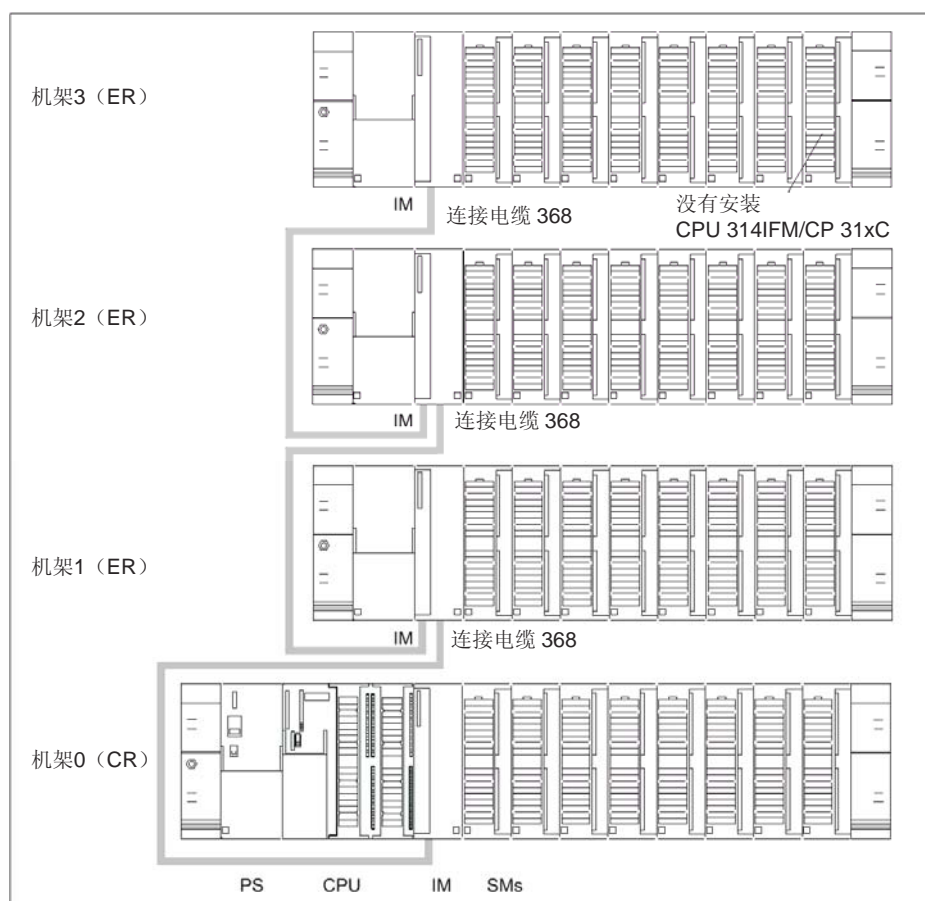 机架3（ER）
IM
连接电缆 368
没有安装
CPU 314IFM/CP 31xC
机架2（ER）
IM
连接电缆 368
机架1（ER）
IM
连接电缆 368
机架0（CR）
PS CPU IM SMs